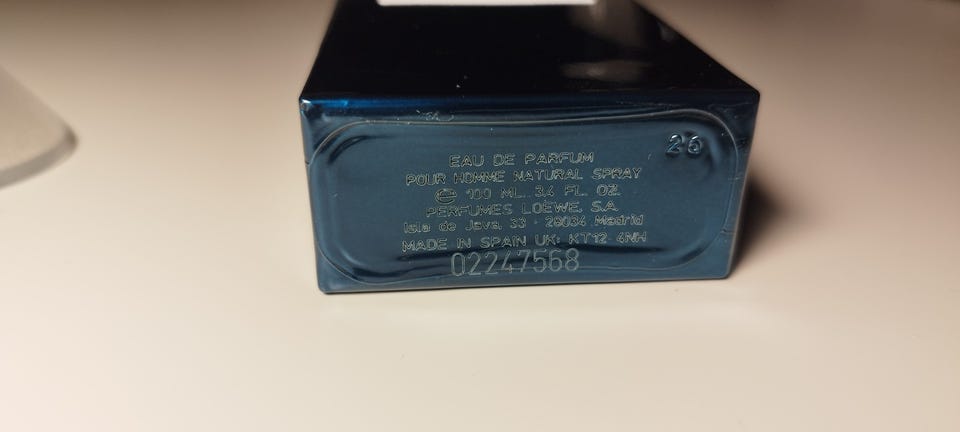 26
EAU DE PARFUM
POUR HOMME NATURAL SPRAY
℮ 100 ML. 3.4 FL. OZ.
PERFUMES LOEWE, S.A.
Isla de Java, 33 - 28034 Madrid
MADE IN SPAIN UK: KT12 4NH
02247568